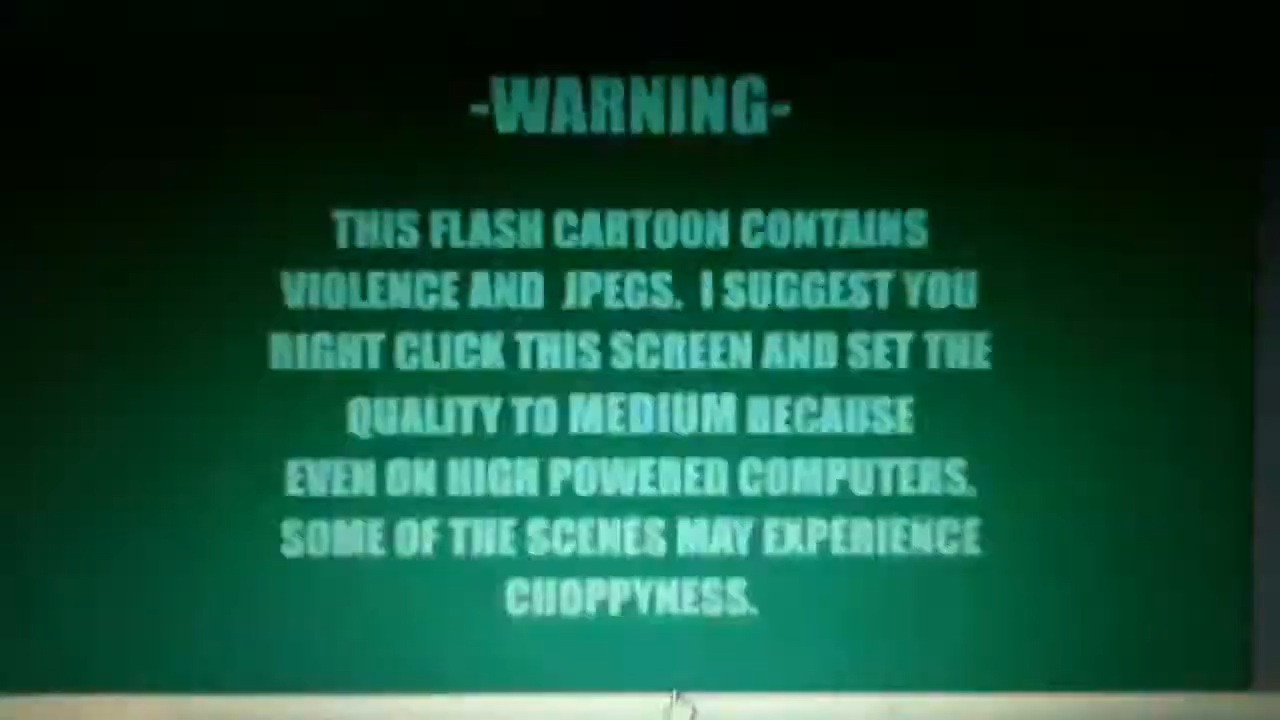 -WARNING-
THIS FLASH CARTOON CONTAINS
VIOLENCE AND JPEGS. I SUGGEST YOU
RIGHT CLICK THIS SCREEN AND SET THE
QUALITY TO MEDIUM BECAUSE
EVEN ON HIGH POWERED COMPUTERS,
SOME OF THE SCENES MAY EXPERIENCE
CHOPPYNESS.